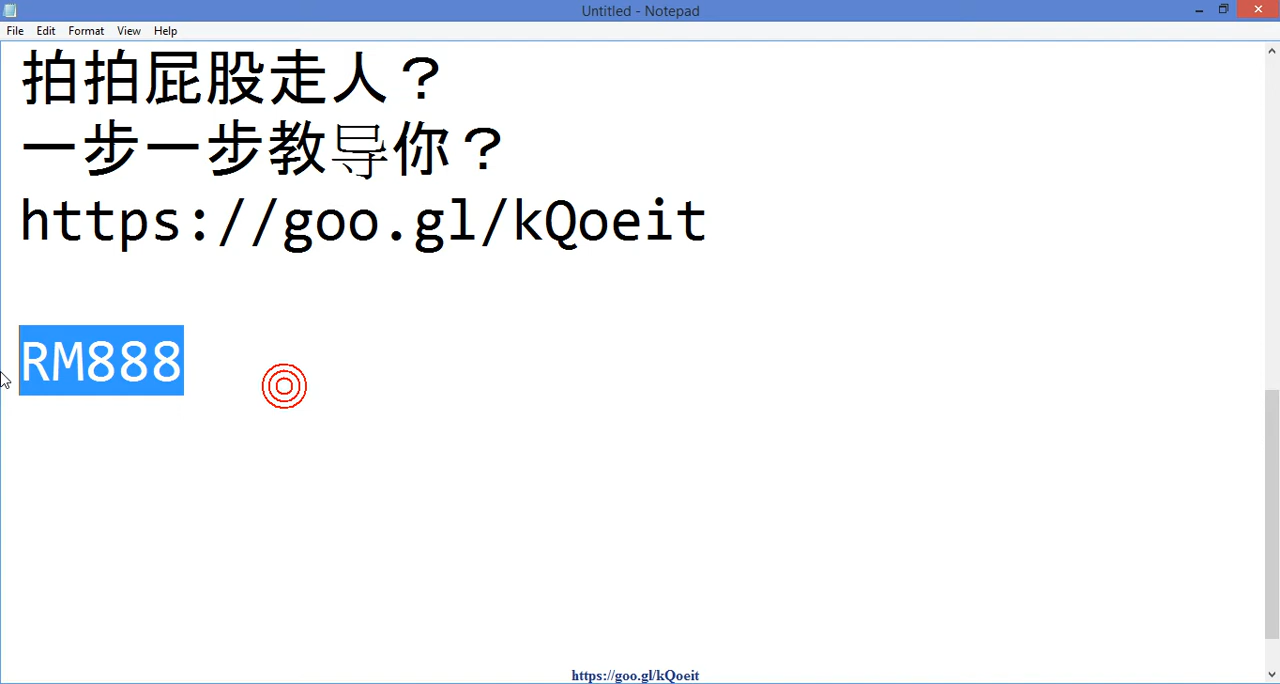 Untitled - Notepad
File Edit Format View Help
拍拍屁股走人？
一步一步教导你？
https://goo.gl/kQoeit
RM888
https://goo.gl/kQoeit